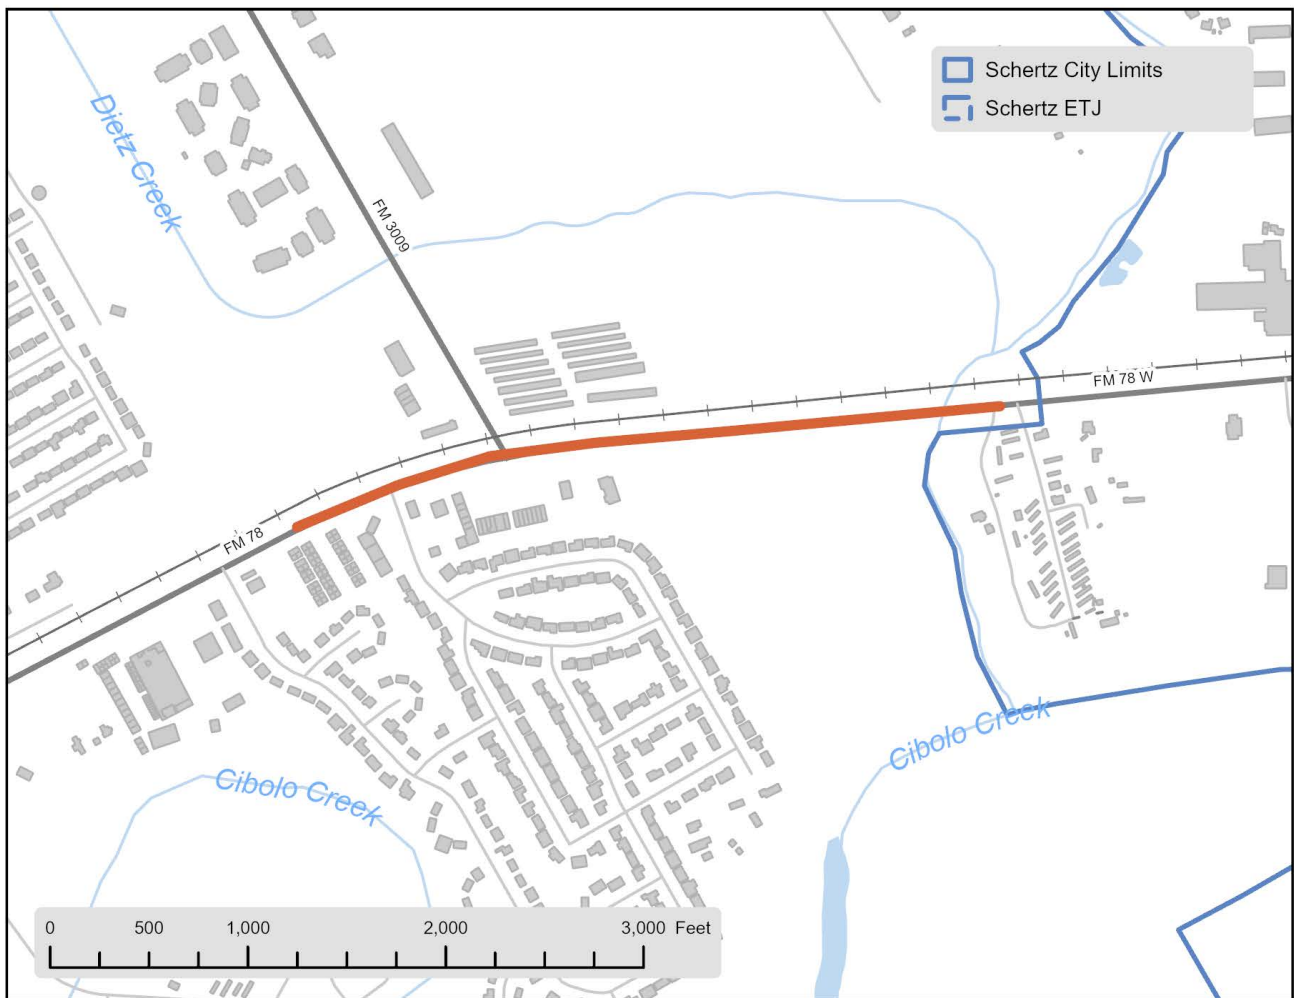 Schertz City Limits
Schertz ETJ
Dietz Creek
FM 3009
FM 78 W
FM 78
Cibolo Creek
Cibolo Creek
0 500 1,000 2,000 3,000 Feet